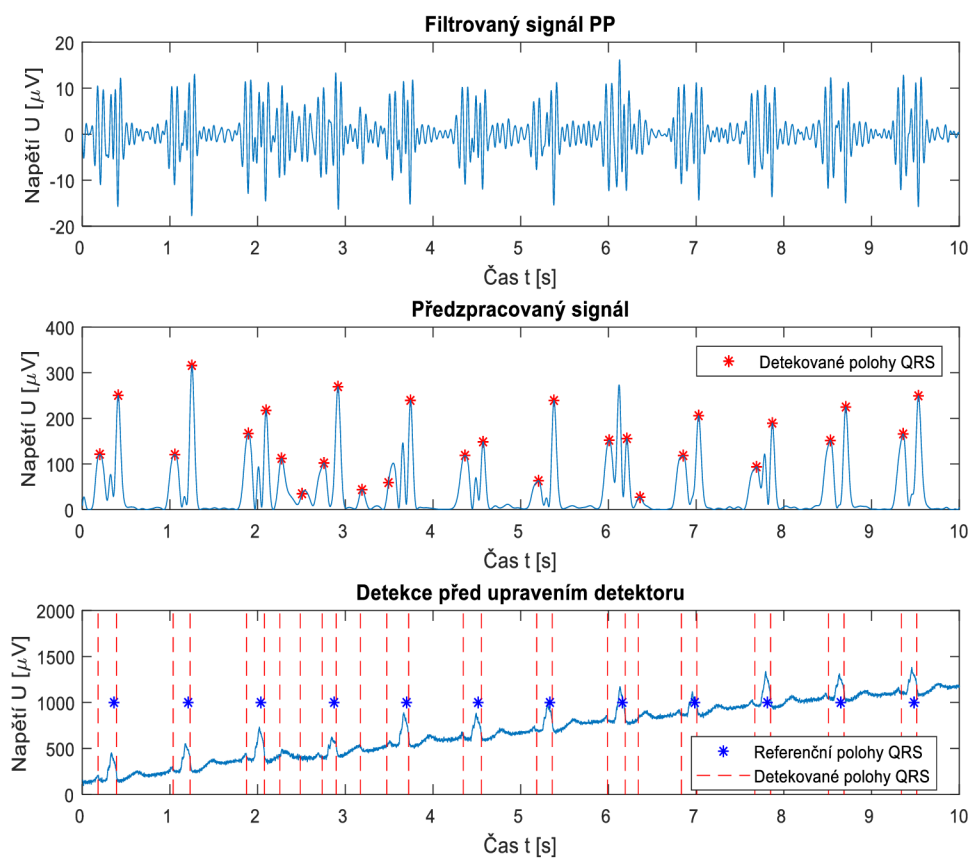 Filtrovaný signál PP
20
10
0
-10
-20
Napětí U [μV]
0 1 2 3 4 5 6 7 8 9 10
Čas t [s]
Předzpracovaný signál
400
300
200
100
0
Napětí U [μV]
Detekované polohy QRS
0 1 2 3 4 5 6 7 8 9 10
Čas t [s]
Detekce před upravením detektoru
2000
1500
1000
500
0
Napětí U [μV]
Referenční polohy QRS
Detekované polohy QRS
0 1 2 3 4 5 6 7 8 9 10
Čas t [s]